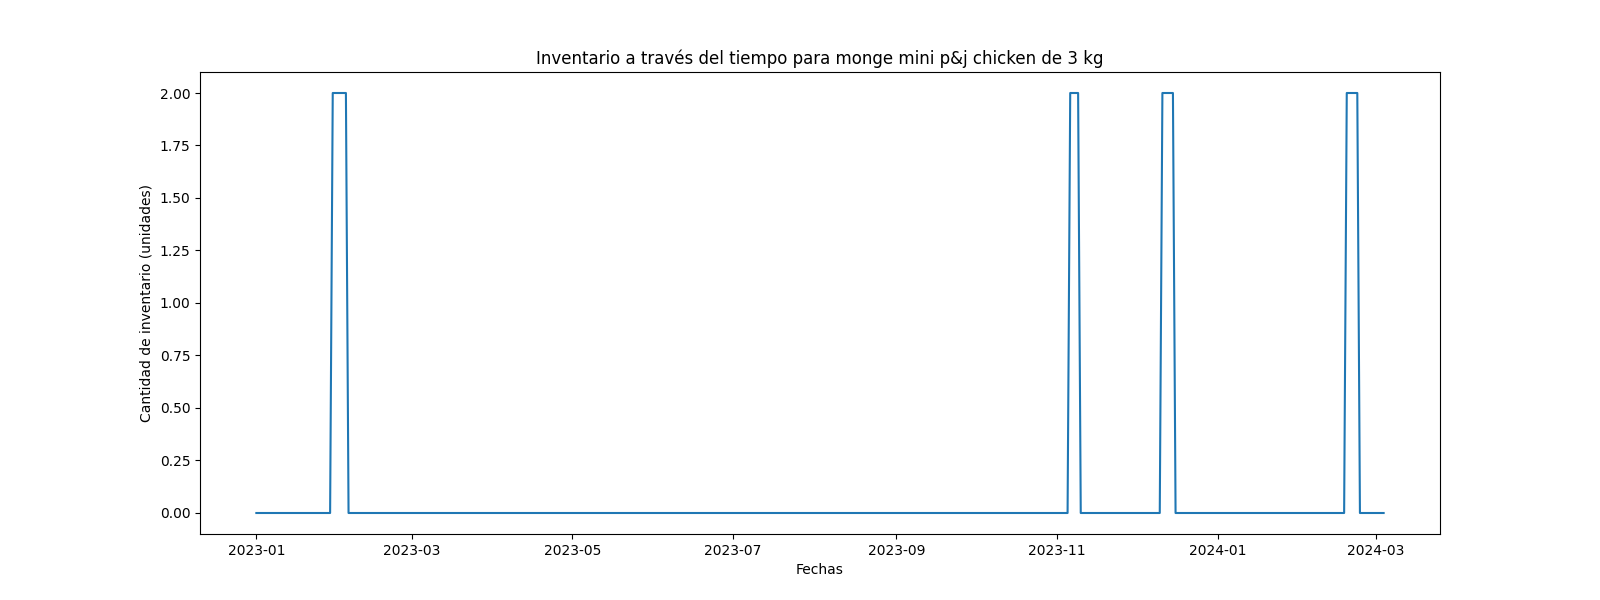 Inventario a través del tiempo para monge mini p&j chicken de 3 kg
Cantidad de inventario (unidades)
2.00
1.75
1.50
1.25
1.00
0.75
0.50
0.25
0.00
2023-01 2023-03 2023-05 2023-07 2023-09 2023-11 2024-01 2024-03
Fechas